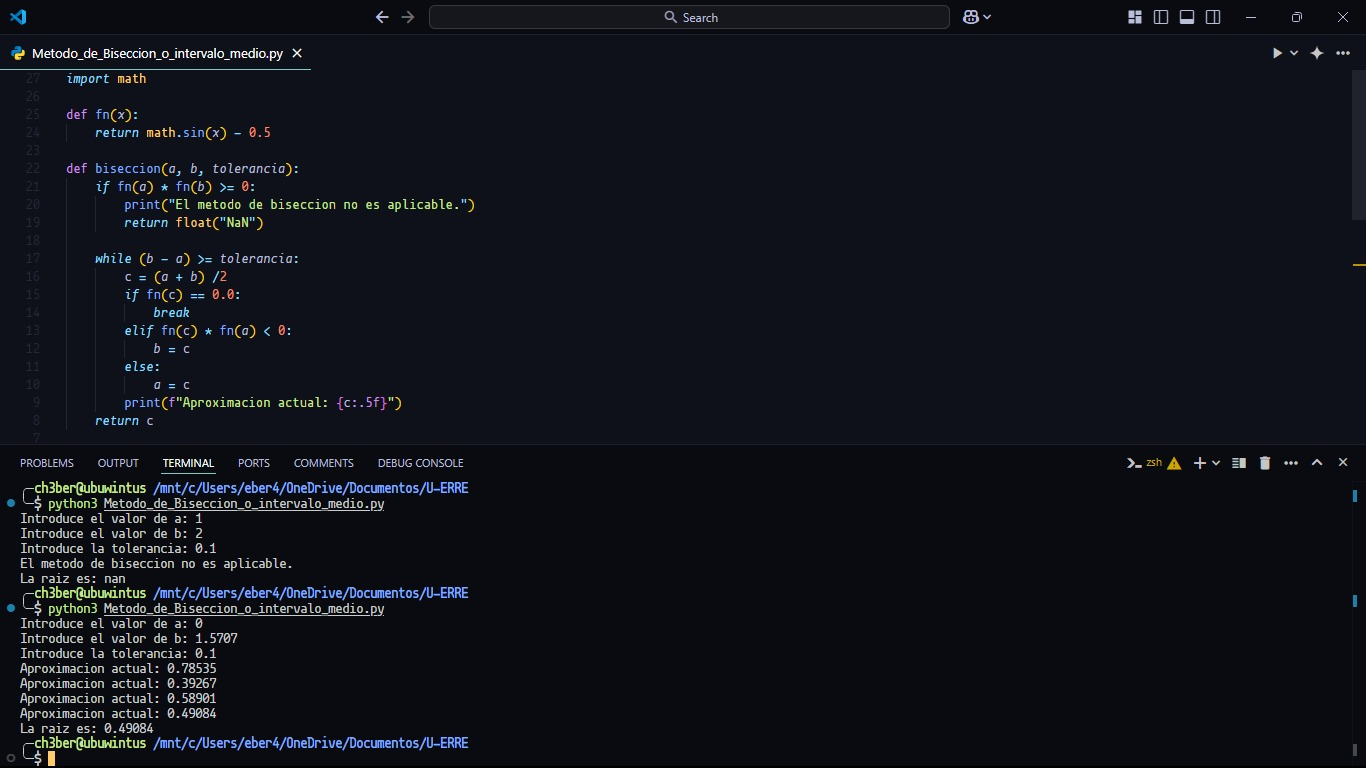 Search
Metodo_de_Biseccion_o_intervalo_medio.py
27 import math
26
25 def fn(x):
24 return math.sin(x) - 0.5
23
22 def biseccion(a, b, tolerancia):
21 if fn(a) * fn(b) >= 0:
20 print("El metodo de biseccion no es aplicable.")
19 return float("NaN")
18
17 while (b - a) >= tolerancia:
16 c = (a + b) /2
15 if fn(c) == 0.0:
14 break
13 elif fn(c) * fn(a) < 0:
12 b = c
11 else:
10 a = c
9 print(f"Aproximacion actual: {c:.5f}")
8 return c
7
PROBLEMS OUTPUT TERMINAL PORTS COMMENTS DEBUG CONSOLE zsh
ch3ber@ubuwintus /mnt/c/Users/eber4/OneDrive/Documentos/U-ERRE
$ python3 Metodo_de_Biseccion_o_intervalo_medio.py
Introduce el valor de a: 1
Introduce el valor de b: 2
Introduce la tolerancia: 0.1
El metodo de biseccion no es aplicable.
La raiz es: nan
ch3ber@ubuwintus /mnt/c/Users/eber4/OneDrive/Documentos/U-ERRE
$ python3 Metodo_de_Biseccion_o_intervalo_medio.py
Introduce el valor de a: 0
Introduce el valor de b: 1.5707
Introduce la tolerancia: 0.1
Aproximacion actual: 0.78535
Aproximacion actual: 0.39267
Aproximacion actual: 0.58901
Aproximacion actual: 0.49084
La raiz es: 0.49084
ch3ber@ubuwintus /mnt/c/Users/eber4/OneDrive/Documentos/U-ERRE
$